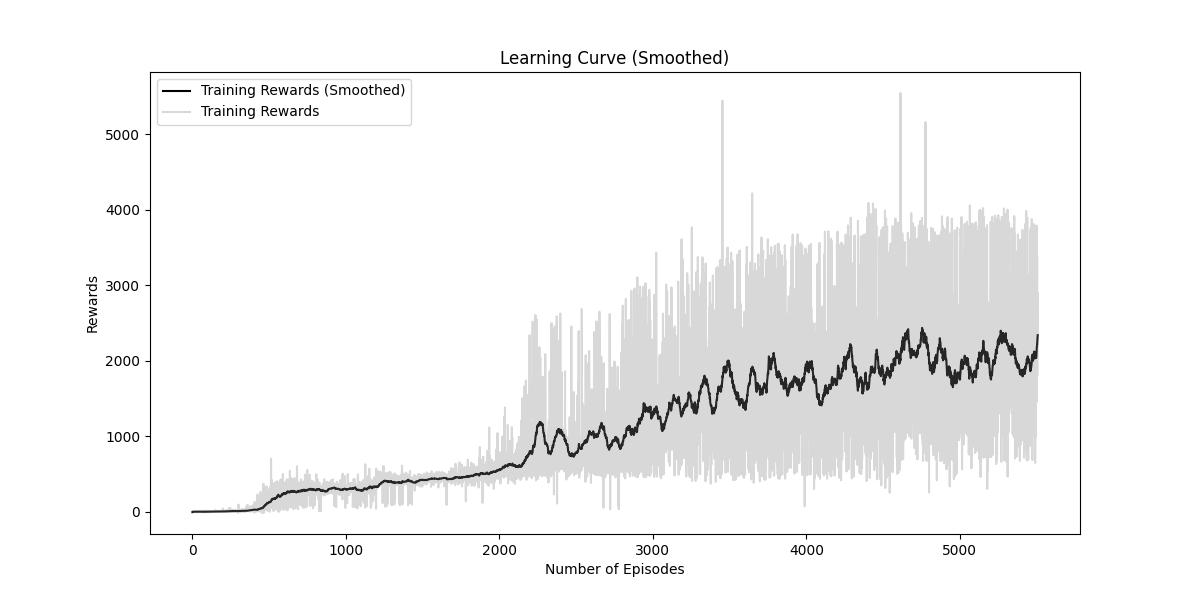 Learning Curve (Smoothed)
Training Rewards (Smoothed)
Training Rewards
5000
4000
3000
2000
1000
0
Rewards
0 1000 2000 3000 4000 5000
Number of Episodes